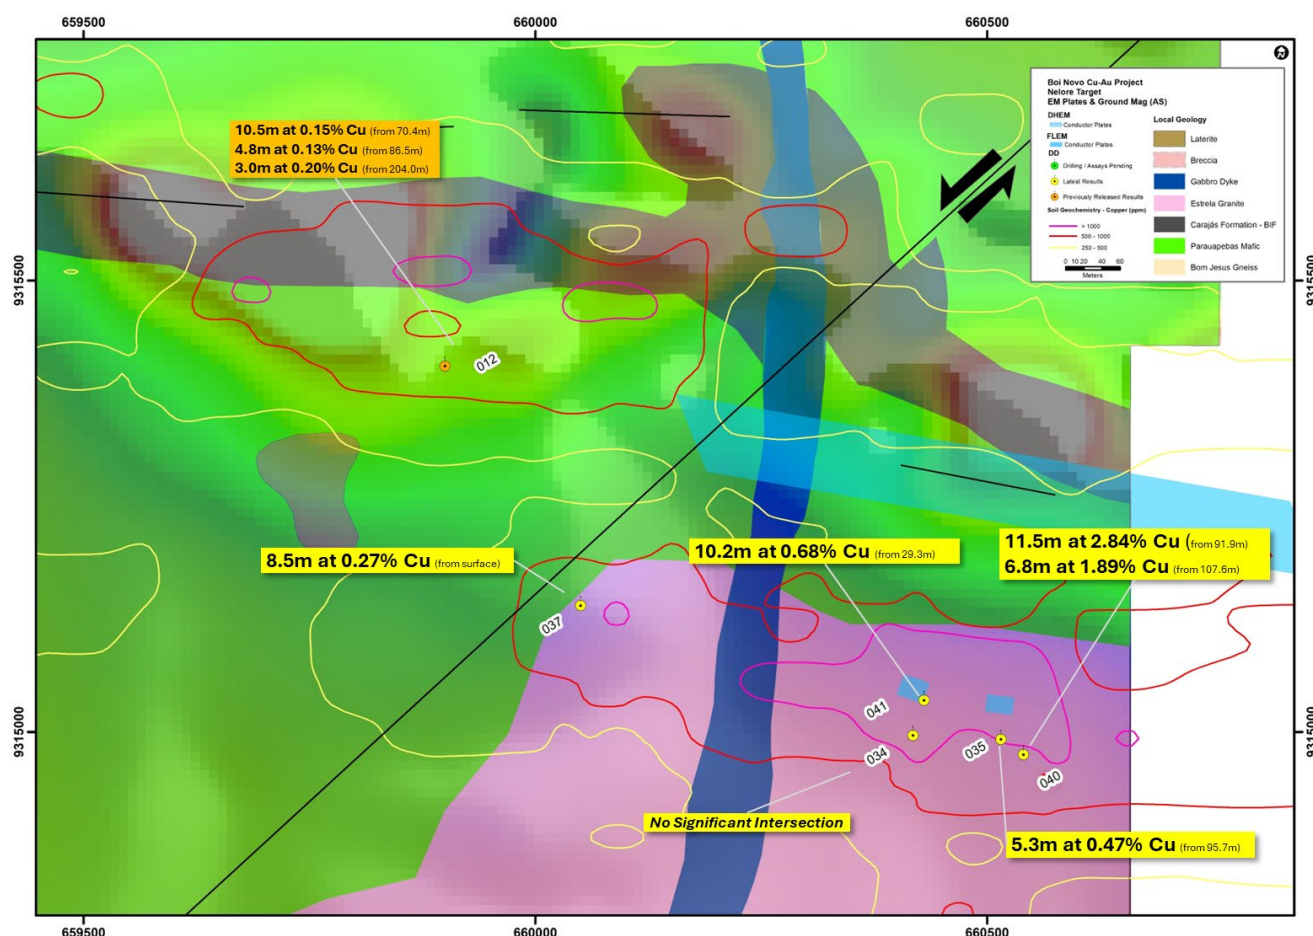 659500
660000
660500
9315500
9315000
9315500
9315000
10.5m at 0.15% Cu (from 70.4m)
4.8m at 0.13% Cu (from 86.5m)
3.0m at 0.20% Cu (from 204.0m)
Boi Novo Cu-Au Project
Nelore Target
EM Plates & Ground Mag (AS)
DHEM
Conductor Plates
FLEM
Conductor Plates
DD
Drilling / Assays Pending
Latest Results
Previously Released Results
Soil Geochemistry - Copper (ppm)
> 1000
500 - 1000
250 - 500
0 10 20 40 60
Meters
Local Geology
Laterite
Breccia
Gabbro Dyke
Estrela Granite
Carajás Formation - BIF
Parauapebas Mafic
Bom Jesus Gneiss
012
8.5m at 0.27% Cu (from surface)
10.2m at 0.68% Cu (from 29.3m)
11.5m at 2.84% Cu (from 91.9m)
6.8m at 1.89% Cu (from 107.6m)
037
041
034
035
040
No Significant Intersection
5.3m at 0.47% Cu (from 95.7m)